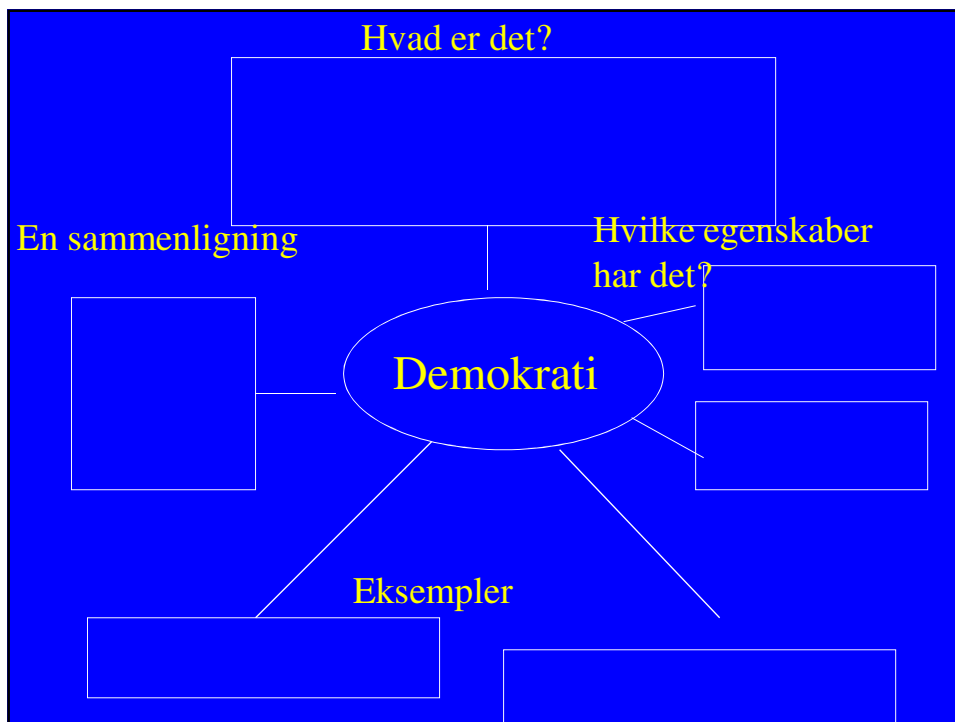 Hvad er det?
En sammenligning
Hvilke egenskaber
har det?
Demokrati
Eksempler